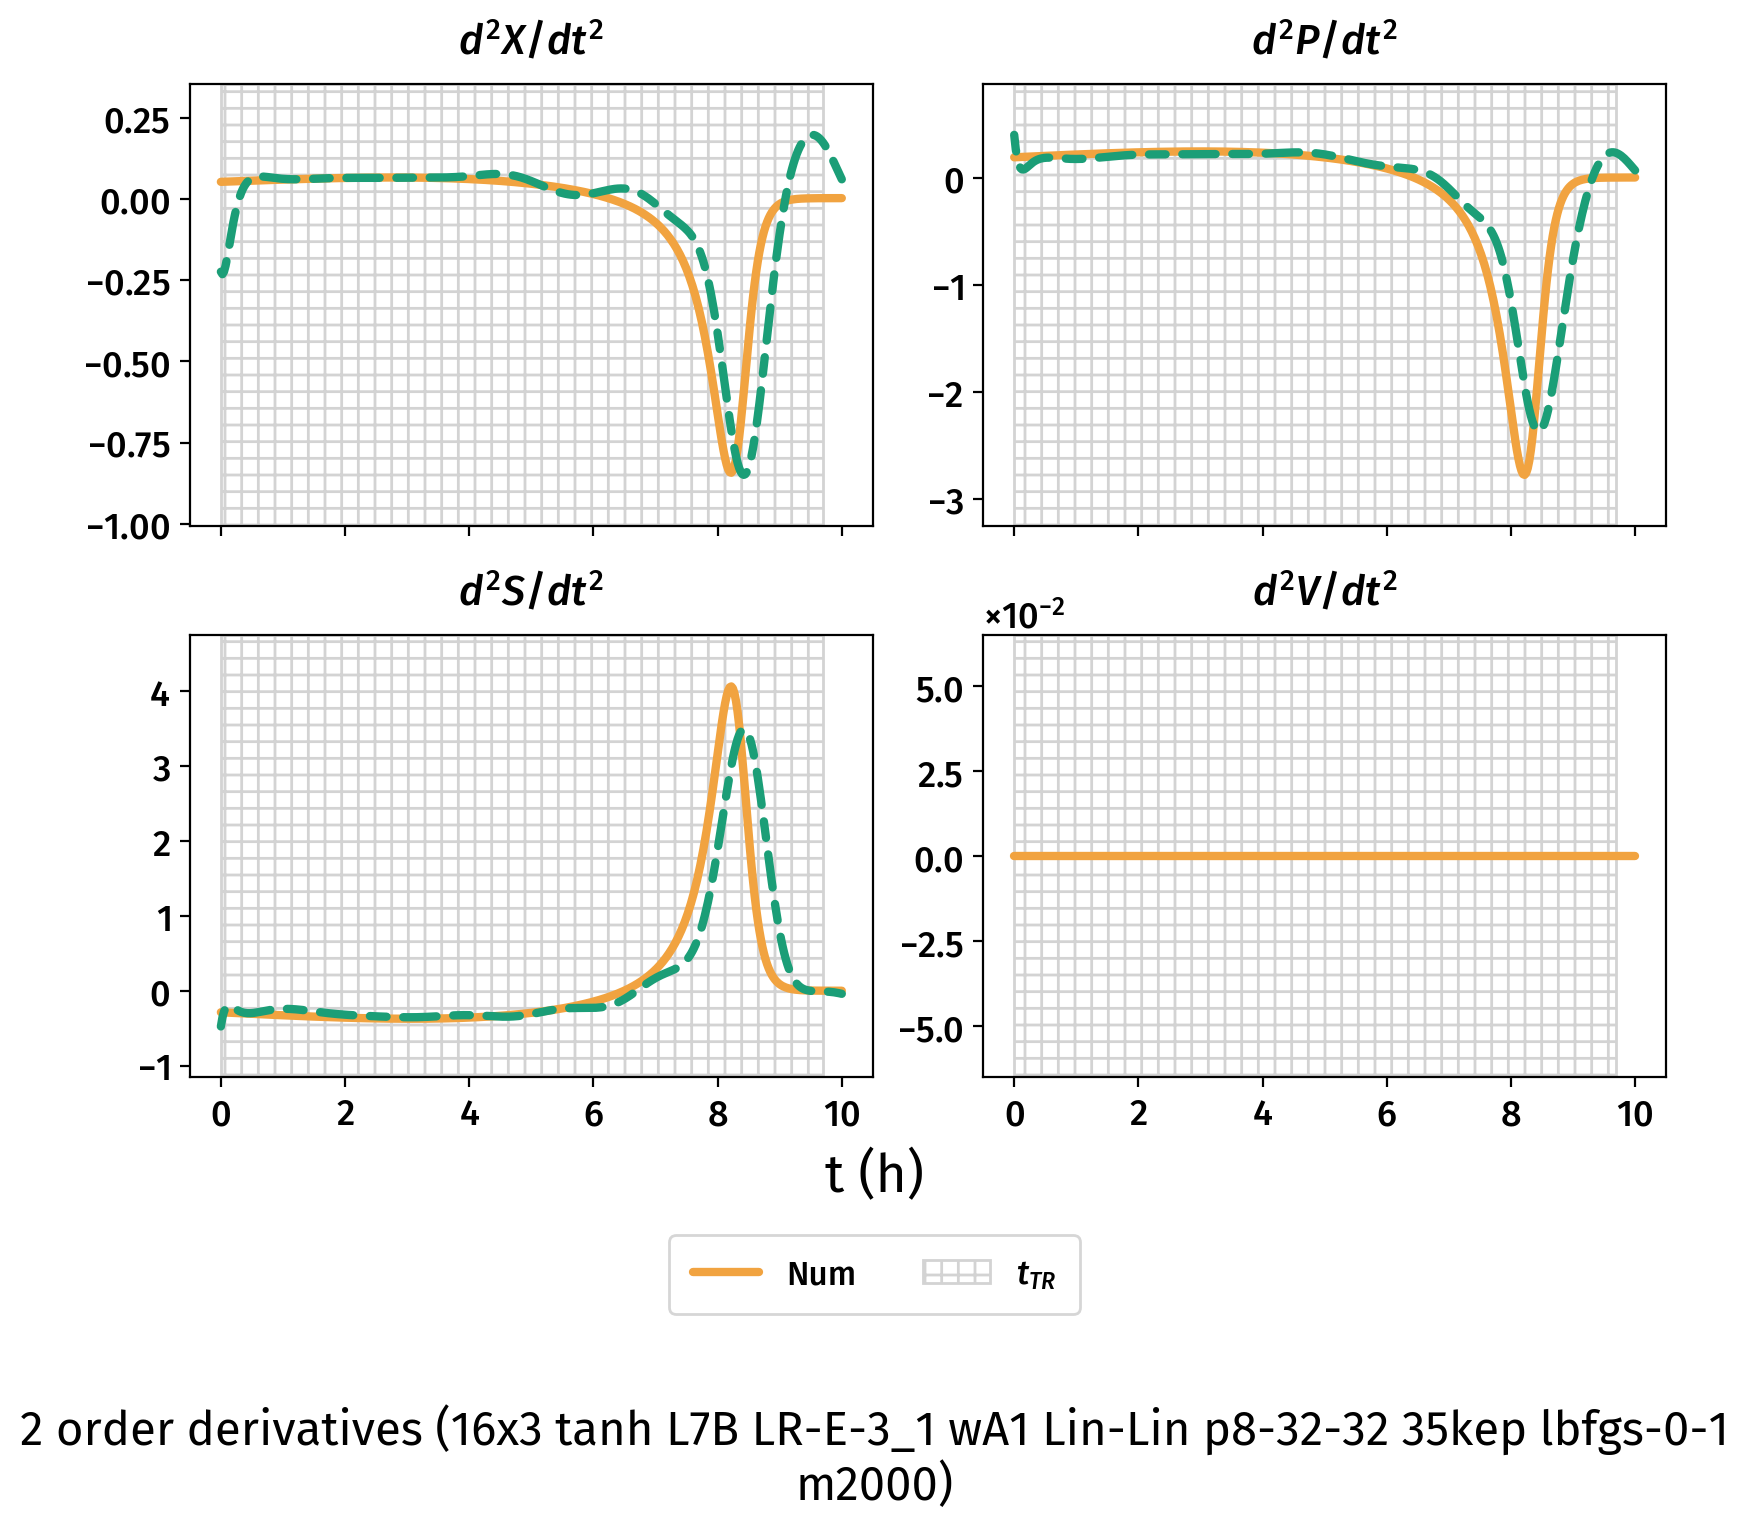 d²X/dt²
d²P/dt²
0.25
0.00
−0.25
−0.50
−0.75
−1.00
0
−1
−2
−3
d²S/dt²
d²V/dt²
×10⁻²
4
3
2
1
0
−1
5.0
2.5
0.0
−2.5
−5.0
0 2 4 6 8 10
0 2 4 6 8 10
t (h)
Num t_TR
2 order derivatives (16x3 tanh L7B LR-E-3_1 wA1 Lin-Lin p8-32-32 35kep lbfgs-0-1
m2000)